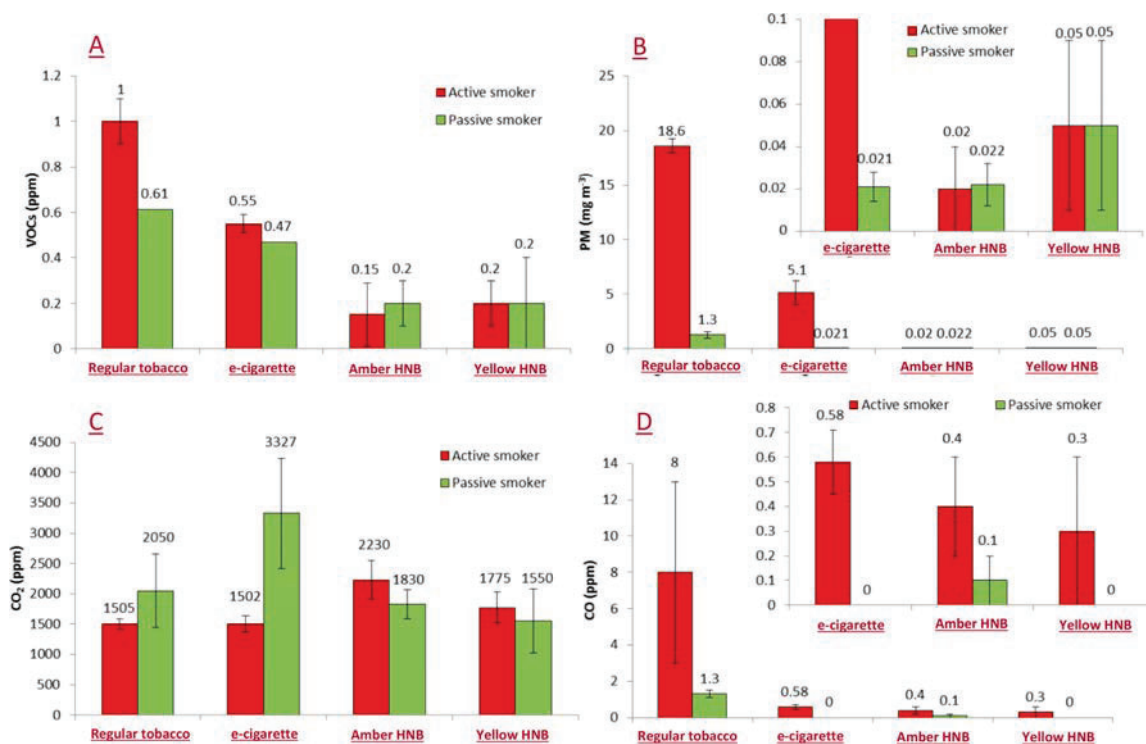 A
VOCs (ppm)
1.2
1
0.8
0.6
0.4
0.2
0
Active smoker
Passive smoker
1
0.61
0.55
0.47
0.15
0.2
0.2
0.2
Regular tobacco
e-cigarette
Amber HNB
Yellow HNB
B
PM (mg m⁻³)
25
20
15
10
5
0
18.6
1.3
5.1
0.021
0.02
0.022
0.05
0.05
Regular tobacco
e-cigarette
Amber HNB
Yellow HNB
0.1
0.08
0.06
0.04
0.02
0
Active smoker
Passive smoker
0.021
0.02
0.022
0.05
0.05
e-cigarette
Amber HNB
Yellow HNB
C
CO₂ (ppm)
4500
4000
3500
3000
2500
2000
1500
1000
500
0
Active smoker
Passive smoker
1505
2050
1502
3327
2230
1830
1775
1550
Regular tobacco
e-cigarette
Amber HNB
Yellow HNB
D
CO (ppm)
14
12
10
8
6
4
2
0
8
1.3
0.58
0
0.4
0.1
0.3
0
Regular tobacco
e-cigarette
Amber HNB
Yellow HNB
Active smoker
Passive smoker
0.8
0.7
0.6
0.5
0.4
0.3
0.2
0.1
0
0.58
0
0.4
0.1
0.3
0
e-cigarette
Amber HNB
Yellow HNB